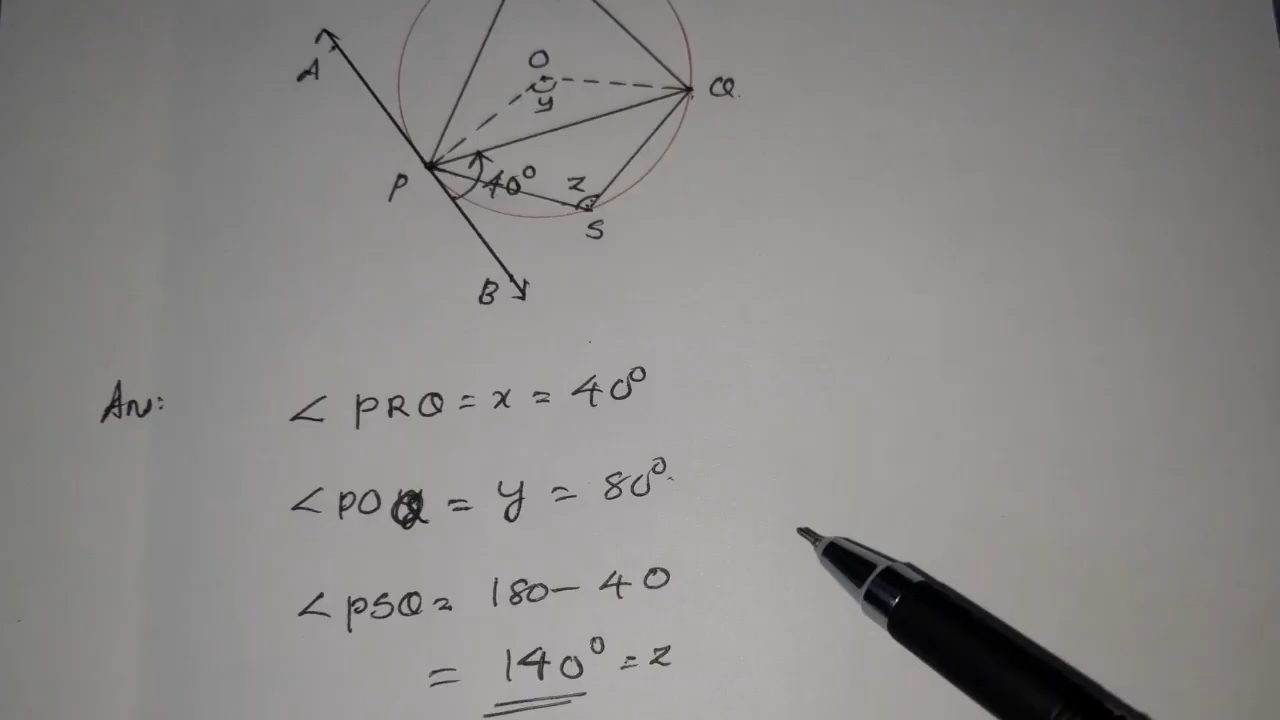 O
A
y
Q
P
40° z
S
B
An: ∠ PRQ = x = 40°
∠ POQ = y = 80°
∠ PSQ = 180 - 40
= 140° = z